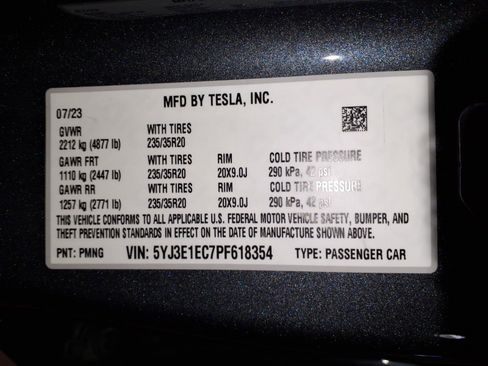 MFD BY TESLA, INC.
07/23
GVWR WITH TIRES
2212 kg (4877 lb) 235/35R20
GAWR FRT WITH TIRES RIM COLD TIRE PRESSURE
1110 kg (2447 lb) 235/35R20 20X9.0J 290 kPa, 42 psi
GAWR RR WITH TIRES RIM COLD TIRE PRESSURE
1257 kg (2771 lb) 235/35R20 20X9.0J 290 kPa, 42 psi
THIS VEHICLE CONFORMS TO ALL APPLICABLE U.S. FEDERAL MOTOR VEHICLE SAFETY, BUMPER, AND
THEFT PREVENTION STANDARDS IN EFFECT ON THE DATE OF MANUFACTURE SHOWN ABOVE.
PNT: PMNG VIN: 5YJ3E1EC7PF618354 TYPE: PASSENGER CAR